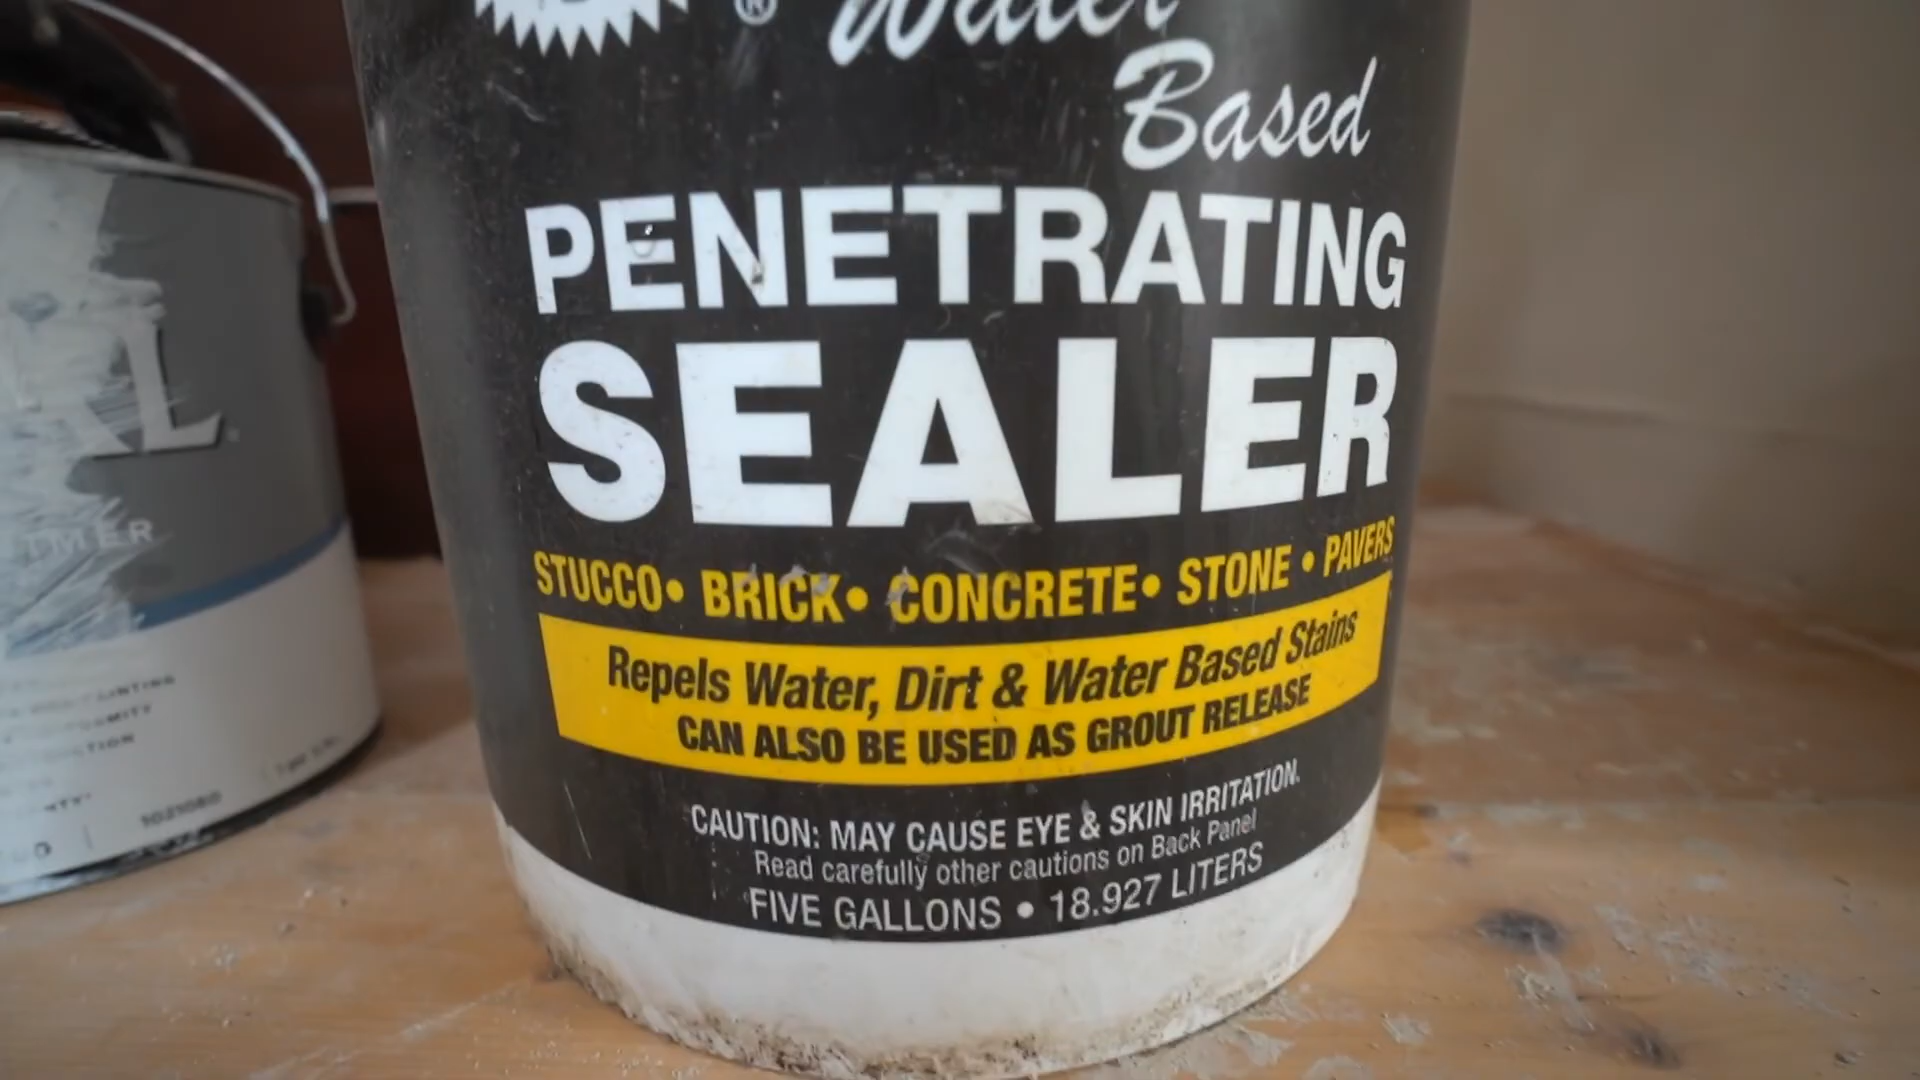 ®
Water
Based
PENETRATING
SEALER
STUCCO• BRICK• CONCRETE• STONE • PAVERS
Repels Water, Dirt & Water Based Stains
CAN ALSO BE USED AS GROUT RELEASE
CAUTION: MAY CAUSE EYE & SKIN IRRITATION.
Read carefully other cautions on Back Panel
FIVE GALLONS • 18.927 LITERS